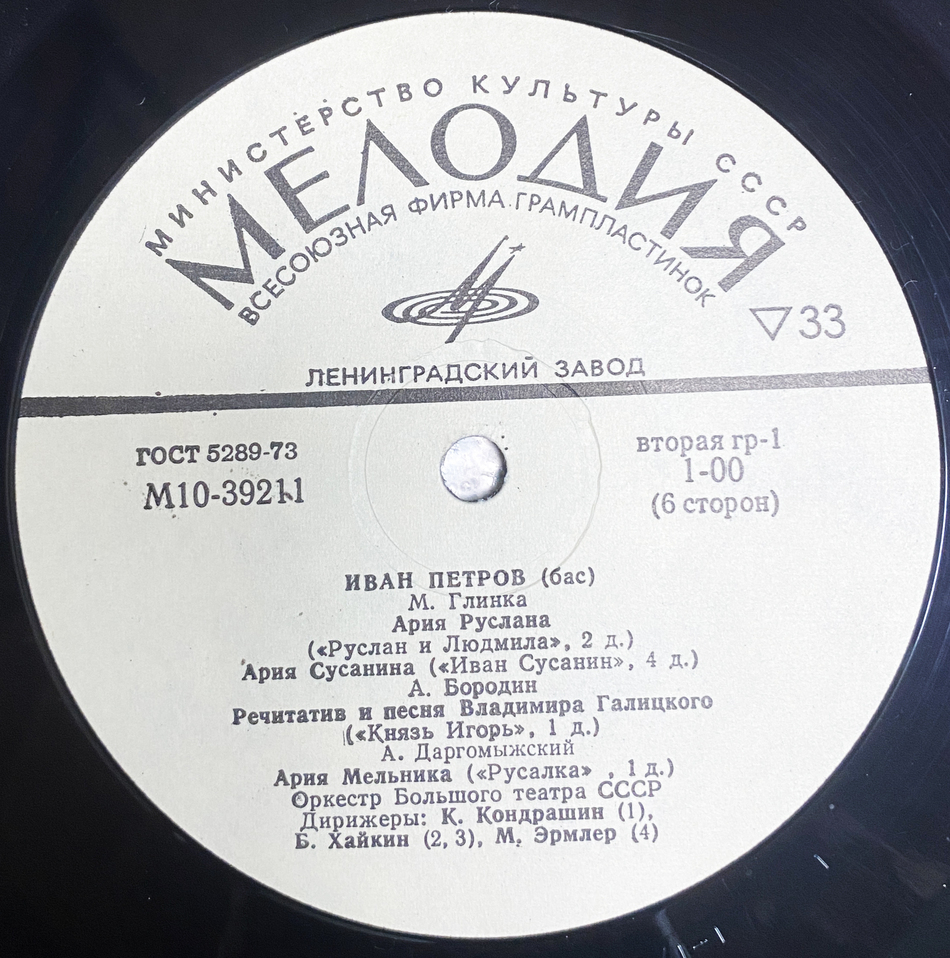 МИНИСТЕРСТВО КУЛЬТУРЫ СССР
МЕЛОДИЯ
ВСЕСОЮЗНАЯ ФИРМА ГРАМПЛАСТИНОК
33
ЛЕНИНГРАДСКИЙ ЗАВОД
ГОСТ 5289-73
М10-39211
вторая гр-1
1-00
(6 сторон)
ИВАН ПЕТРОВ (бас)
М. Глинка
Ария Руслана
(«Руслан и Людмила», 2 д.)
Ария Сусанина («Иван Сусанин», 4 д.)
А. Бородин
Речитатив и песня Владимира Галицкого
(«Князь Игорь», 1 д.)
А. Даргомыжский
Ария Мельника («Русалка» , 1 д.)
Оркестр Большого театра СССР
Дирижеры: К. Кондрашин (1),
Б. Хайкин (2, 3), М. Эрмлер (4)